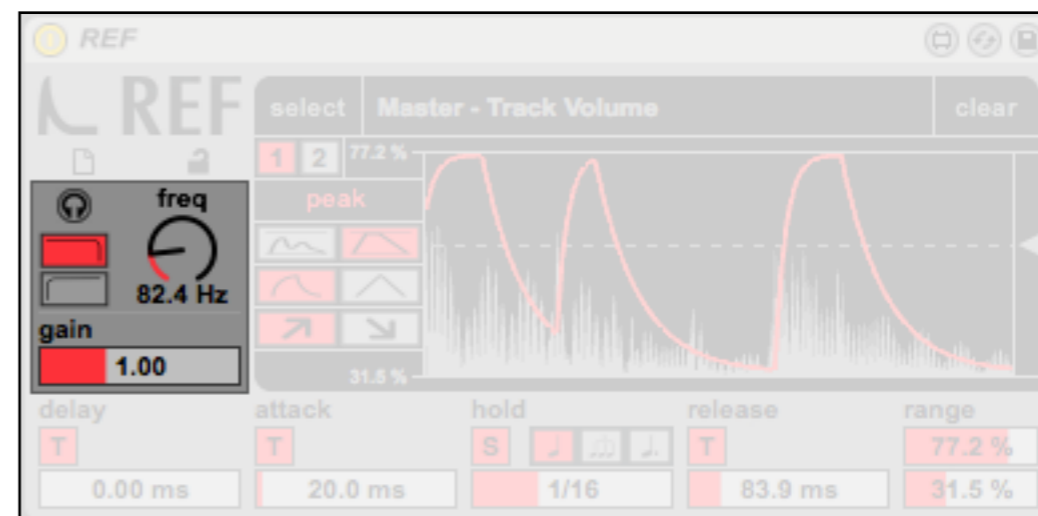 REF
REF
select Master - Track Volume clear
1 2 77.2 %
peak
freq
82.4 Hz
gain
1.00
31.5 %
delay attack hold release range
T T S T 77.2 %
0.00 ms 20.0 ms 1/16 83.9 ms 31.5 %